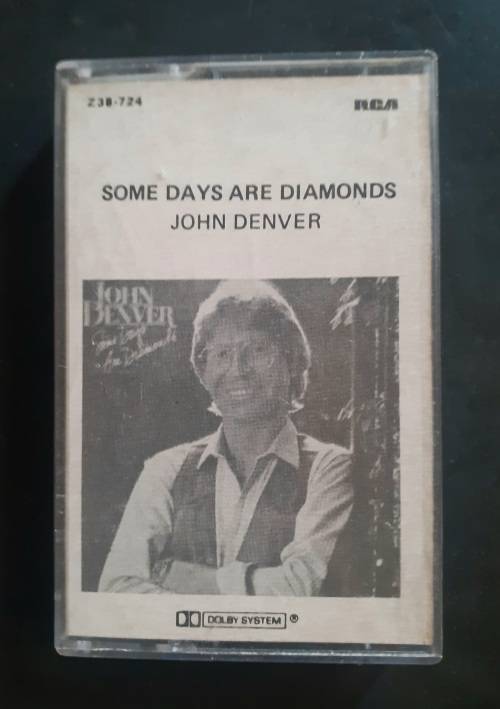 Z38-724 RCA
SOME DAYS ARE DIAMONDS
JOHN DENVER
JOHN
DENVER
Some Days
Are Diamonds
DOLBY SYSTEM ®